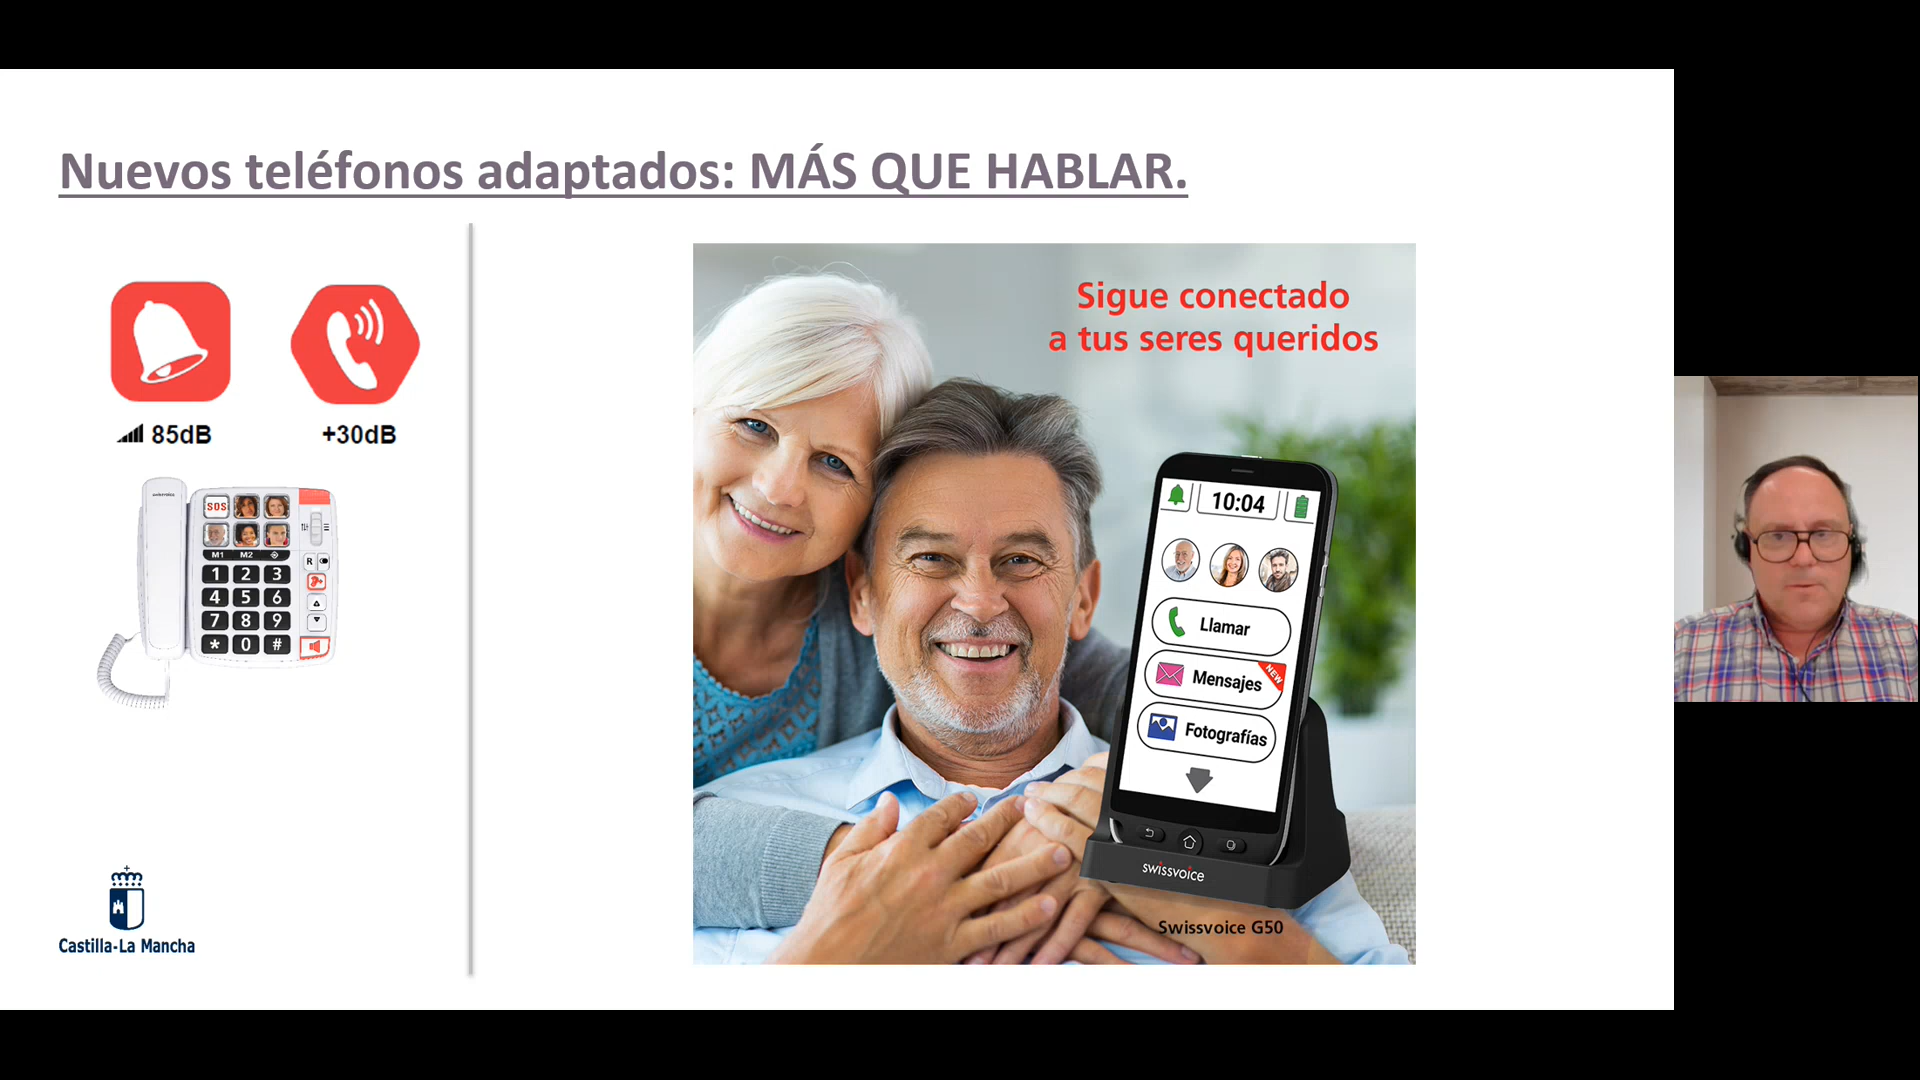 Nuevos teléfonos adaptados: MÁS QUE HABLAR.
85dB
+30dB
swissvoice
SOS
M1 M2
R
1 2 3
4 5 6
7 8 9
* 0 #
Castilla-La Mancha
Sigue conectado
a tus seres queridos
10:04
Llamar
Mensajes
NEW
Fotografías
swissvoice
Swissvoice G50